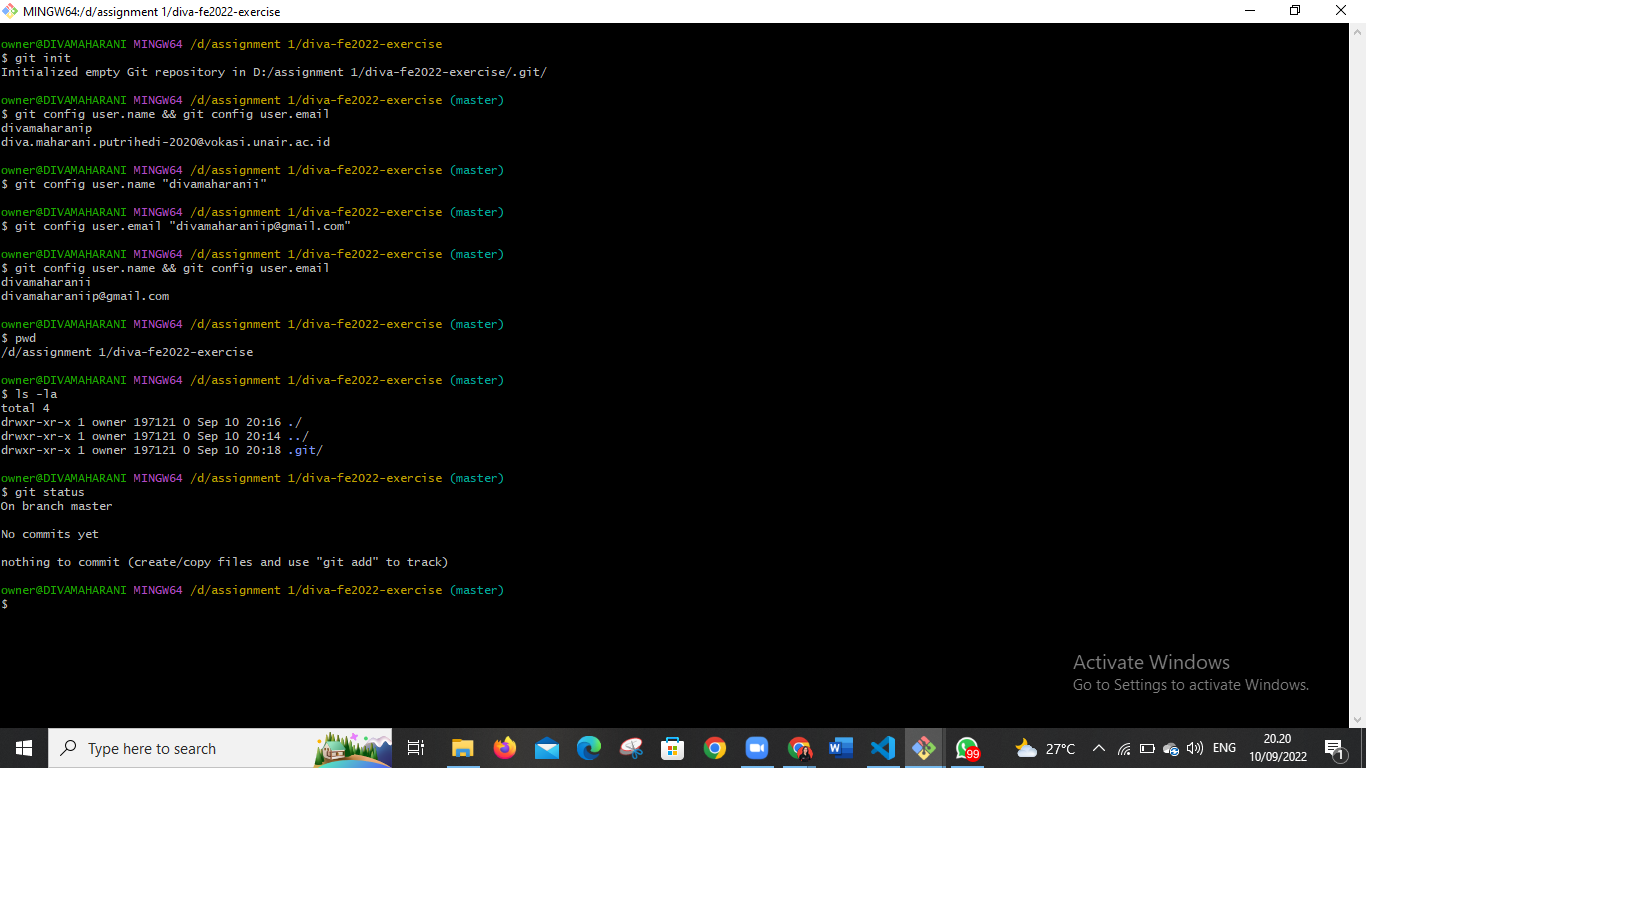 MINGW64:/d/assignment 1/diva-fe2022-exercise
owner@DIVAMAHARANI MINGW64 /d/assignment 1/diva-fe2022-exercise
$ git init
Initialized empty Git repository in D:/assignment 1/diva-fe2022-exercise/.git/
owner@DIVAMAHARANI MINGW64 /d/assignment 1/diva-fe2022-exercise (master)
$ git config user.name && git config user.email
divamaharanip
diva.maharani.putrihedi-2020@vokasi.unair.ac.id
owner@DIVAMAHARANI MINGW64 /d/assignment 1/diva-fe2022-exercise (master)
$ git config user.name "divamaharanii"
owner@DIVAMAHARANI MINGW64 /d/assignment 1/diva-fe2022-exercise (master)
$ git config user.email "divamaharaniip@gmail.com"
owner@DIVAMAHARANI MINGW64 /d/assignment 1/diva-fe2022-exercise (master)
$ git config user.name && git config user.email
divamaharanii
divamaharaniip@gmail.com
owner@DIVAMAHARANI MINGW64 /d/assignment 1/diva-fe2022-exercise (master)
$ pwd
/d/assignment 1/diva-fe2022-exercise
owner@DIVAMAHARANI MINGW64 /d/assignment 1/diva-fe2022-exercise (master)
$ ls -la
total 4
drwxr-xr-x 1 owner 197121 0 Sep 10 20:16 ./
drwxr-xr-x 1 owner 197121 0 Sep 10 20:14 ../
drwxr-xr-x 1 owner 197121 0 Sep 10 20:18 .git/
owner@DIVAMAHARANI MINGW64 /d/assignment 1/diva-fe2022-exercise (master)
$ git status
On branch master
No commits yet
nothing to commit (create/copy files and use "git add" to track)
owner@DIVAMAHARANI MINGW64 /d/assignment 1/diva-fe2022-exercise (master)
$
Activate Windows
Go to Settings to activate Windows.
Type here to search
W
99
27°C
ENG
20.20
10/09/2022
1